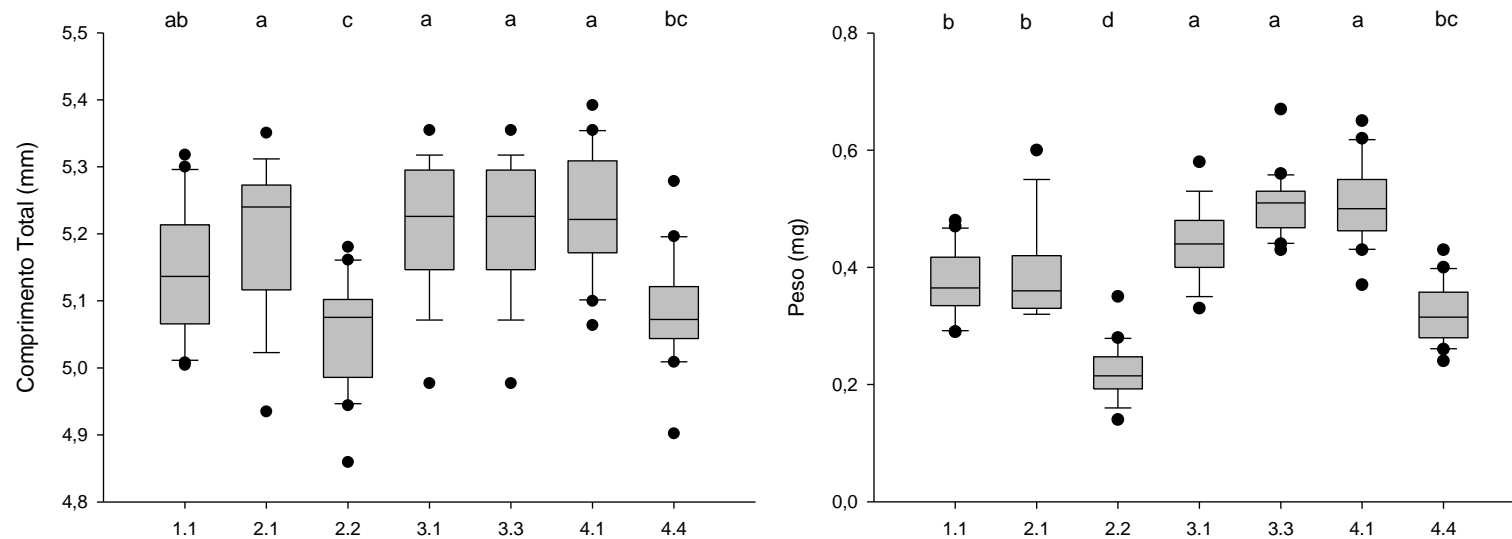 ab a c a a a bc
5,5
5,4
5,3
5,2
5,1
5,0
4,9
4,8
Comprimento Total (mm)
1.1 2.1 2.2 3.1 3.3 4.1 4.4
b b d a a a bc
0,8
0,6
0,4
0,2
0,0
Peso (mg)
1.1 2.1 2.2 3.1 3.3 4.1 4.4